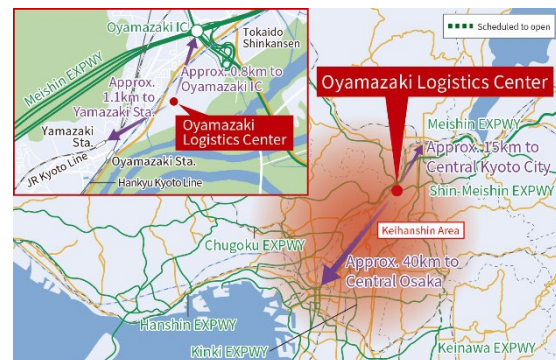 Oyamazaki IC
Tokaido
Shinkansen
Meishin EXPWY
Approx.
1.1km to
Yamazaki Sta.
Approx. 0.8km to
Oyamazaki IC
Yamazaki
Sta.
Oyamazaki
Logistics Center
JR Kyoto Line
Oyamazaki Sta.
Hankyu Kyoto Line
Scheduled to open
Oyamazaki Logistics Center
Meishin EXPWY
Approx. 15km to
Central Kyoto City
Shin-Meishin EXPWY
Keihanshin Area
Chugoku EXPWY
Approx. 40km to
Central Osaka
Hanshin EXPWY
Kinki EXPWY
Keinawa EXPWY